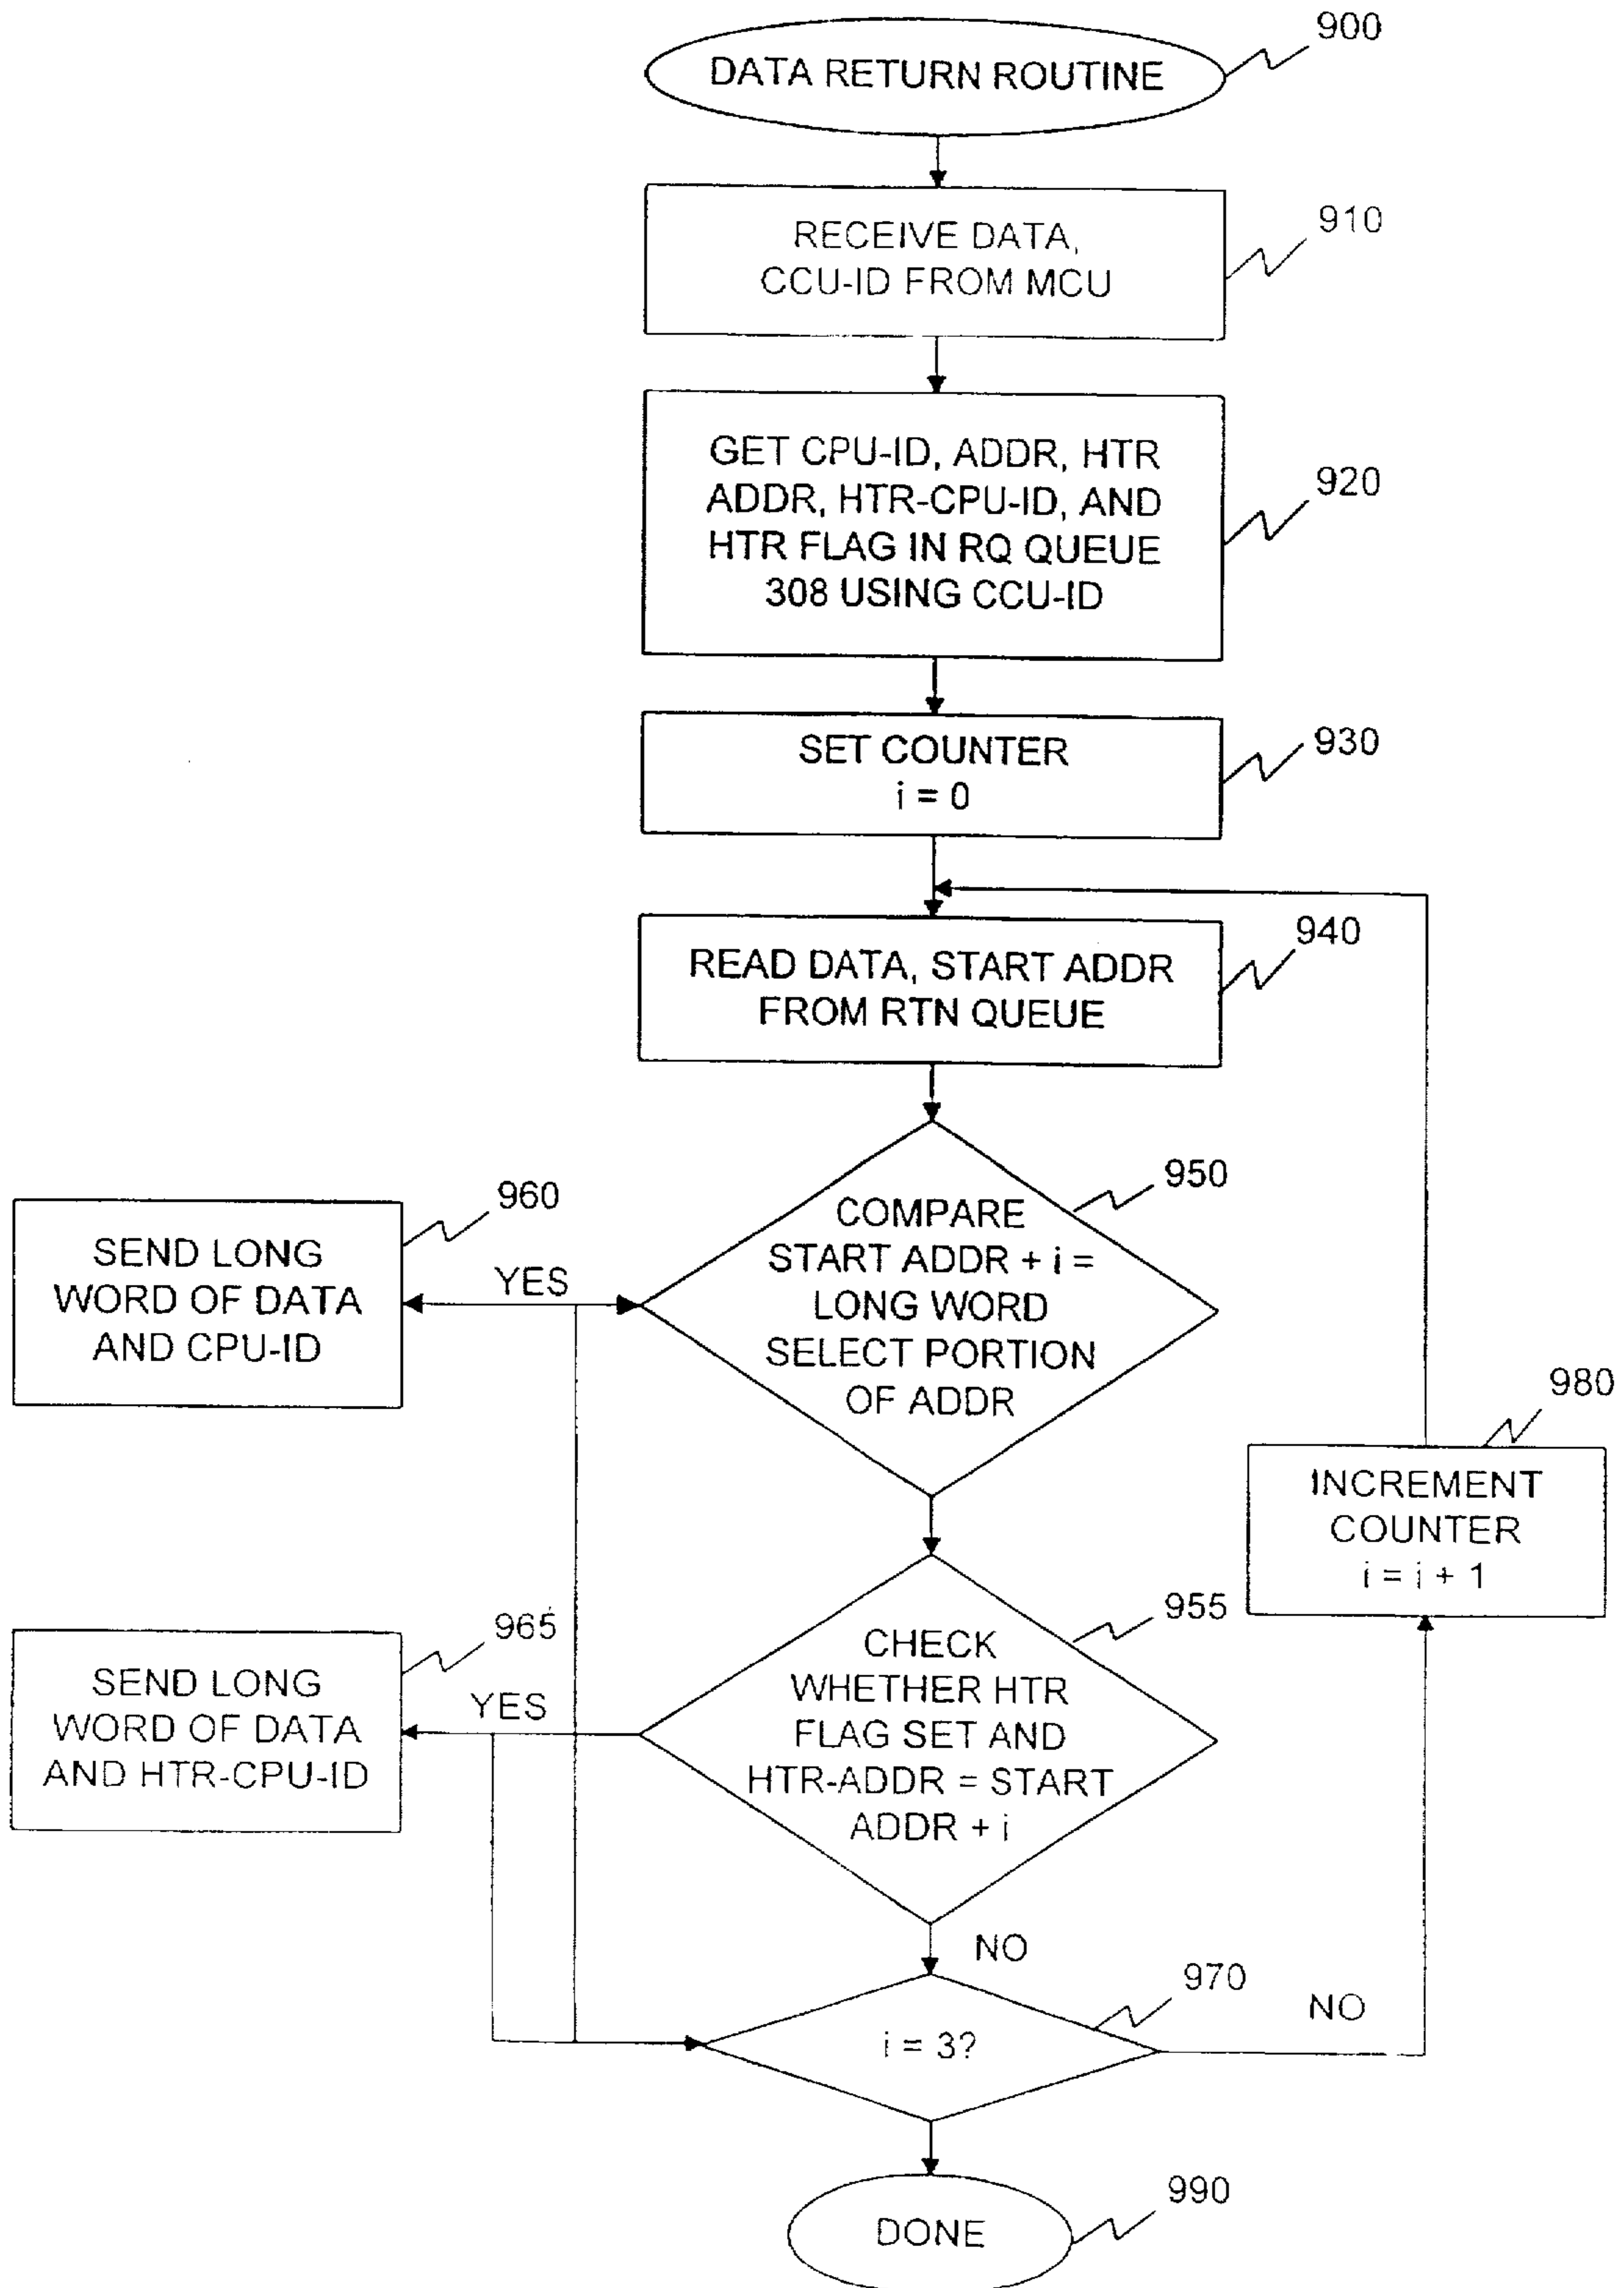 900
DATA RETURN ROUTINE
910
RECEIVE DATA,
CCU-ID FROM MCU
920
GET CPU-ID, ADDR, HTR
ADDR, HTR-CPU-ID, AND
HTR FLAG IN RQ QUEUE
308 USING CCU-ID
930
SET COUNTER
i = 0
940
READ DATA, START ADDR
FROM RTN QUEUE
950
COMPARE
START ADDR + i =
LONG WORD
SELECT PORTION
OF ADDR
960
SEND LONG
WORD OF DATA
AND CPU-ID
YES
980
INCREMENT
COUNTER
i = i + 1
955
CHECK
WHETHER HTR
FLAG SET AND
HTR-ADDR = START
ADDR + i
965
SEND LONG
WORD OF DATA
AND HTR-CPU-ID
YES
NO
970
i = 3?
NO
990
DONE